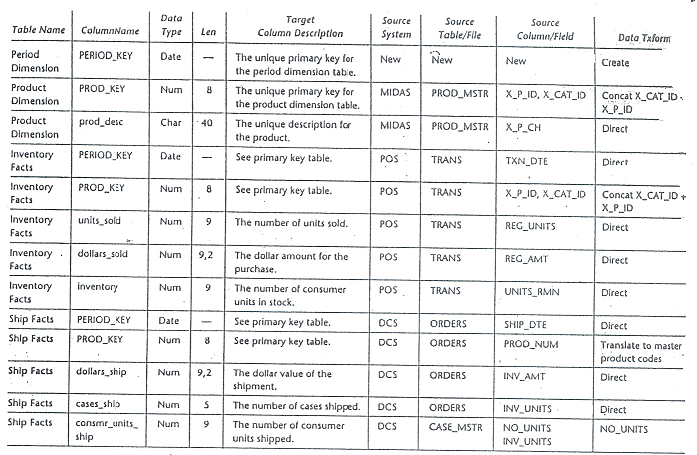 Table Name ColumnName Data Type Len Target Column Description Source System Source Table/File Source Column/Field Data Txform
Period Dimension PERIOD_KEY Date — The unique primary key for the period dimension table. New New New Create
Product Dimension PROD_KEY Num 8 The unique primary key for the product dimension table. MIDAS PROD_MSTR X_P_ID, X_CAT_ID Concat X_CAT_ID - X_P_ID
Product Dimension prod_desc Char 40 The unique description for the product. MIDAS PROD_MSTR X_P_CH Direct
Inventory Facts PERIOD_KEY Date — See primary key table. POS TRANS TXN_DTE Direct
Inventory Facts PROD_KEY Num 8 See primary key table. POS TRANS X_P_ID, X_CAT_ID Concat X_CAT_ID + X_P_ID
Inventory Facts units_sold Num 9 The number of units sold. POS TRANS REG_UNITS Direct
Inventory Facts dollars_sold Num 9,2 The dollar amount for the purchase. POS TRANS REG_AMT Direct
Inventory Facts inventory Num 9 The number of consumer units in stock. POS TRANS UNITS_RMN Direct
Ship Facts PERIOD_KEY Date — See primary key table. DCS ORDERS SHIP_DTE Direct
Ship Facts PROD_KEY Num 8 See primary key table. DCS ORDERS PROD_NUM Translate to master product codes
Ship Facts dollars_ship Num 9,2 The dollar value of the shipment. DCS ORDERS INV_AMT Direct
Ship Facts cases_ship Num 5 The number of cases shipped. DCS ORDERS INV_UNITS Direct
Ship Facts consmr_units_ship Num 9 The number of consumer units shipped. DCS CASE_MSTR NO_UNITS INV_UNITS NO_UNITS